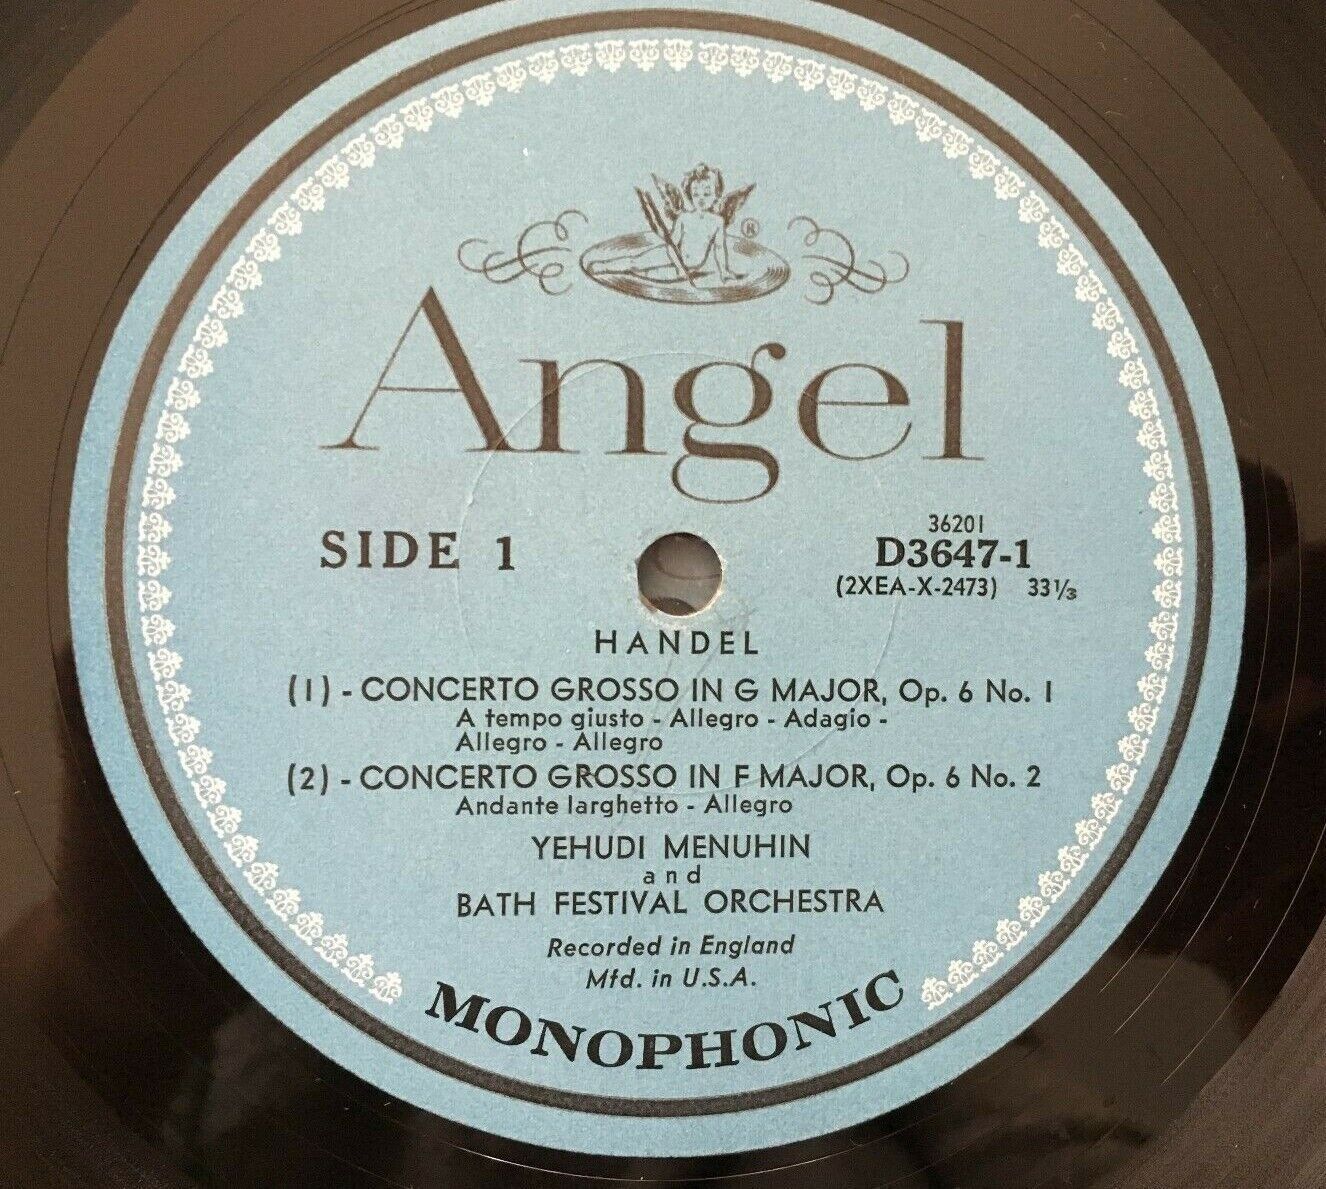 ®
Angel
SIDE 1
36201
D3647-1
(2XEA-X-2473) 33⅓
HANDEL
(1) - CONCERTO GROSSO IN G MAJOR, Op. 6 No. 1
A tempo giusto - Allegro - Adagio -
Allegro - Allegro
(2) - CONCERTO GROSSO IN F MAJOR, Op. 6 No. 2
Andante larghetto - Allegro
YEHUDI MENUHIN
and
BATH FESTIVAL ORCHESTRA
Recorded in England
Mfd. in U.S.A.
MONOPHONIC